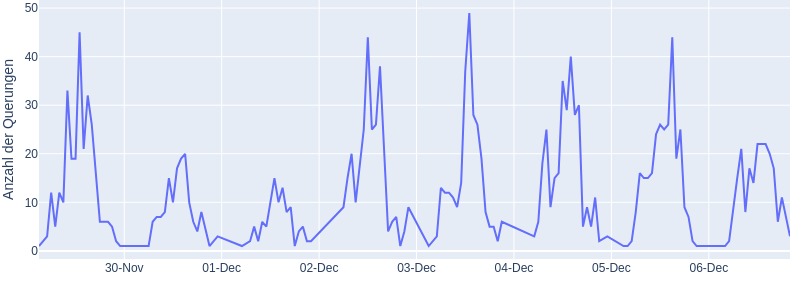 Anzahl der Querungen
50
40
30
20
10
0
30-Nov
01-Dec
02-Dec
03-Dec
04-Dec
05-Dec
06-Dec